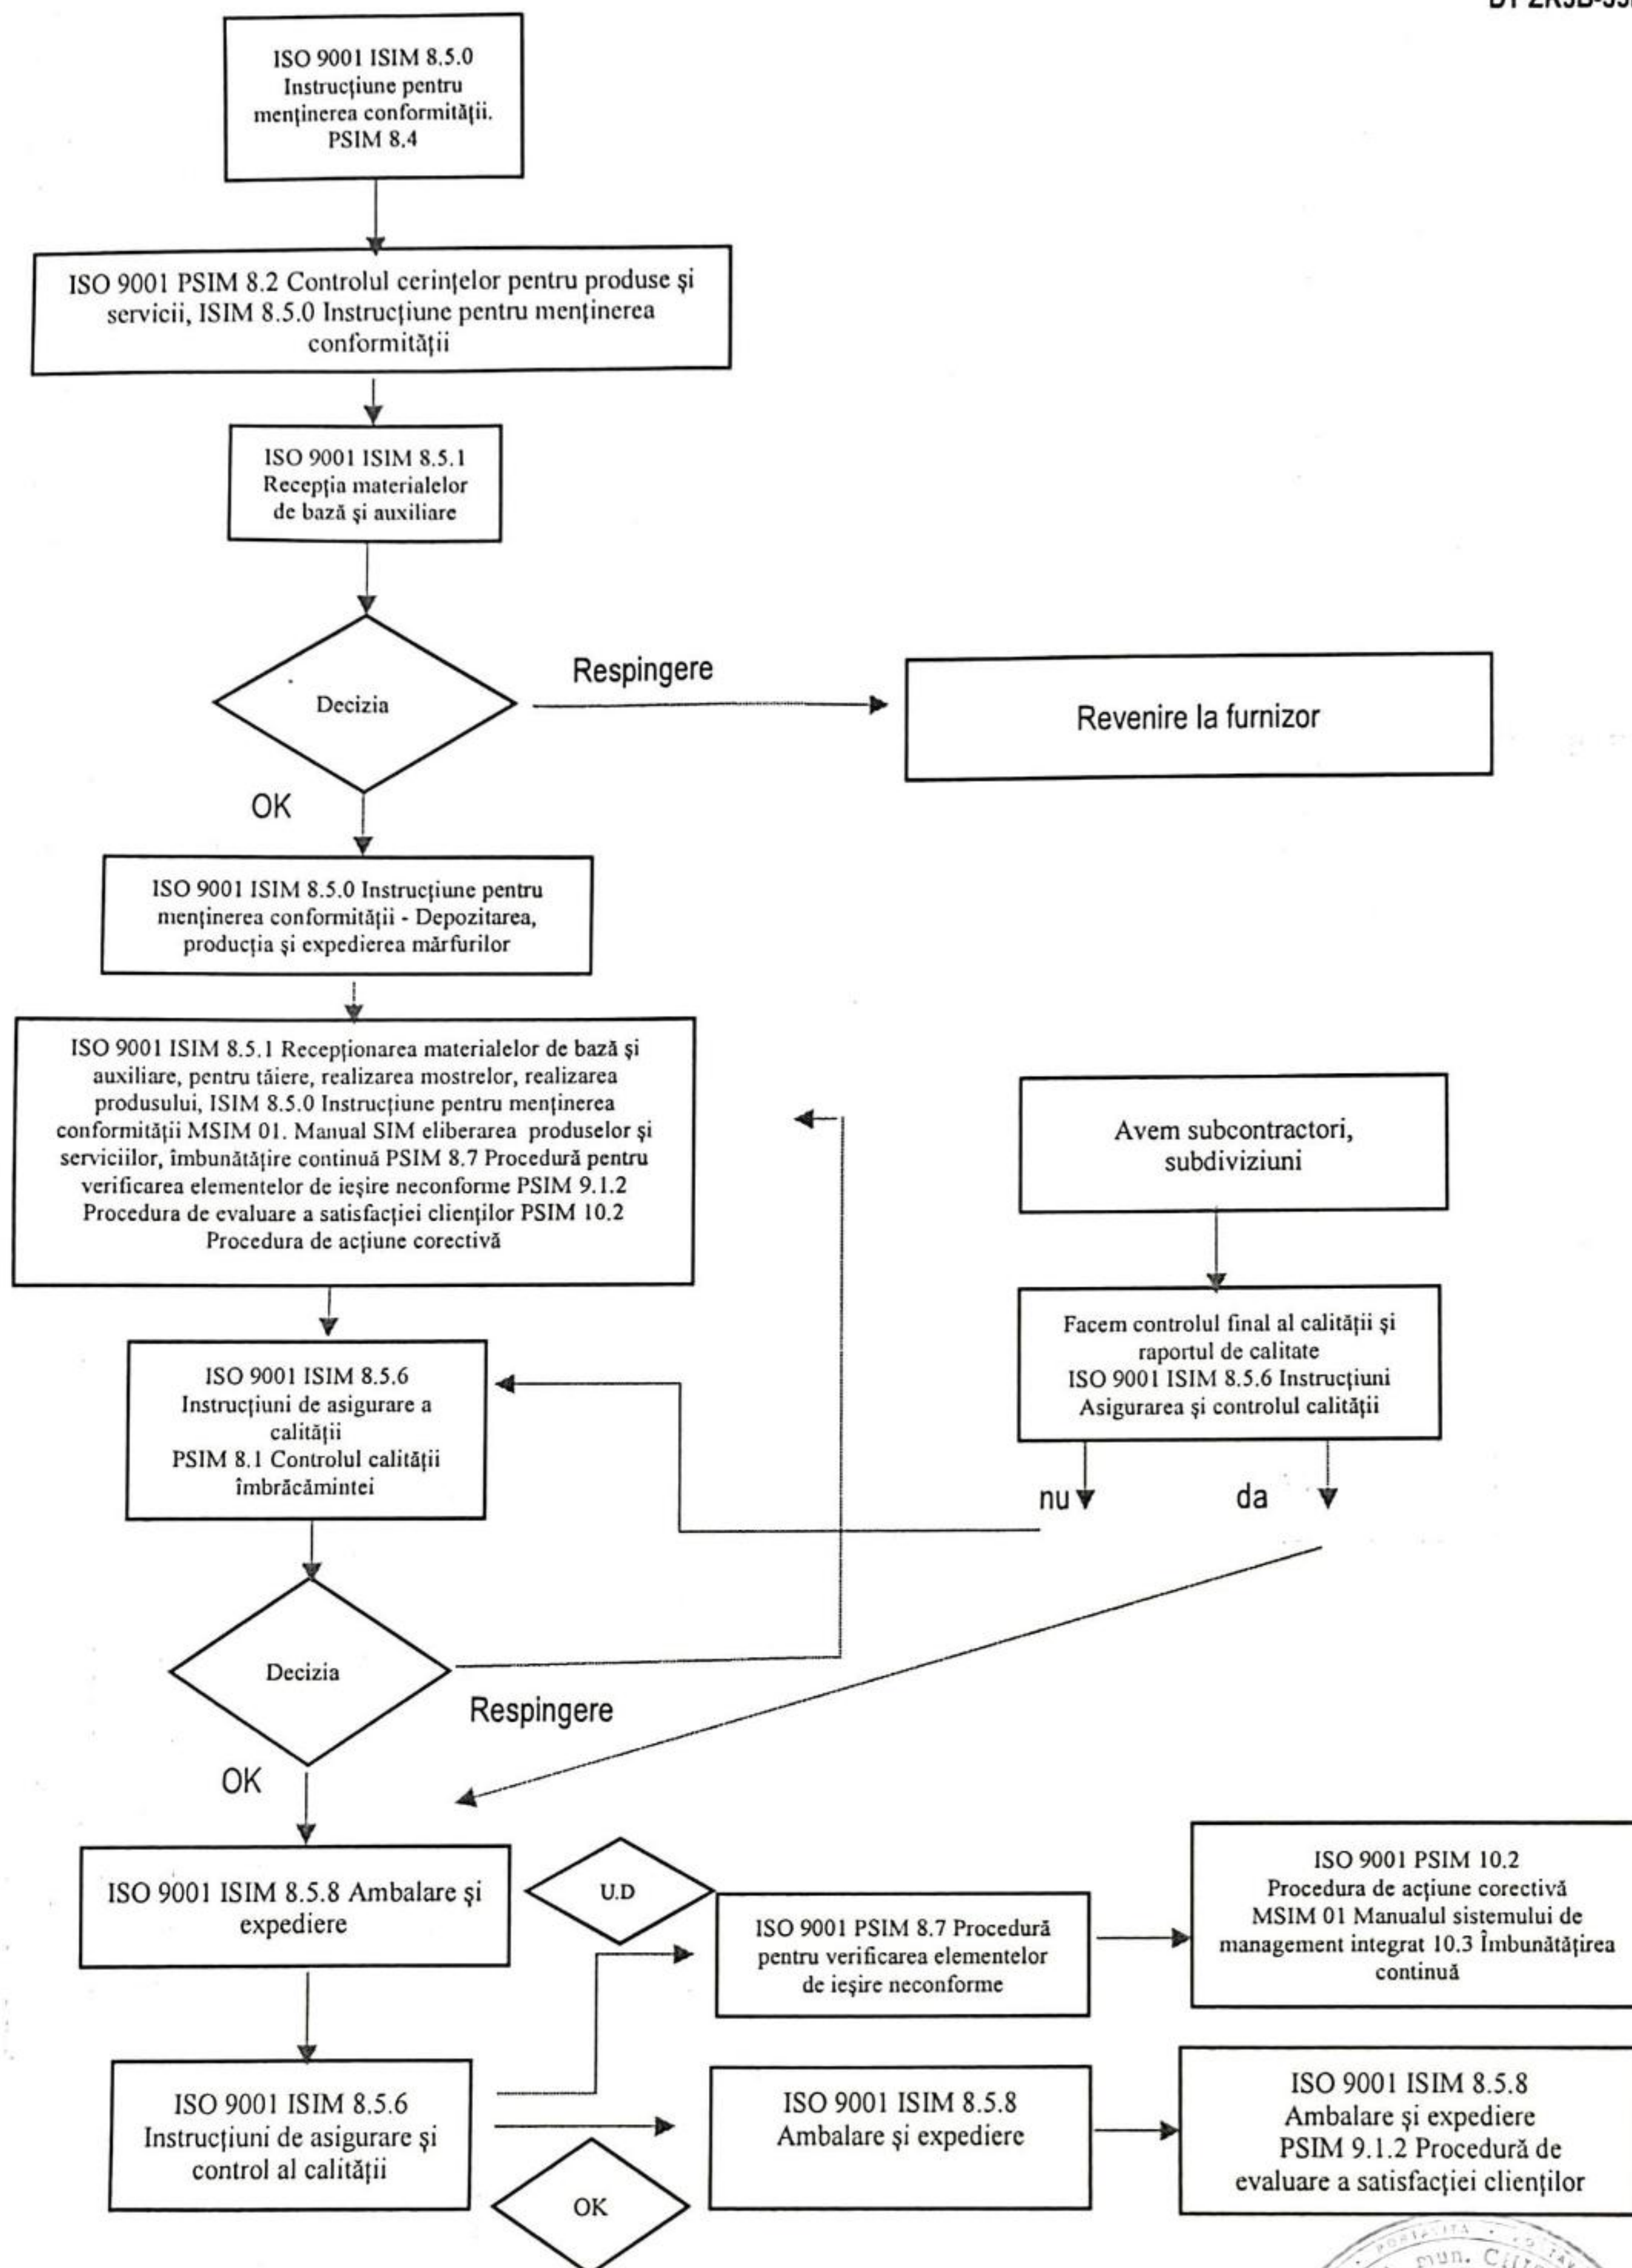 ISO 9001 ISIM 8.5.0
Instrucţiune pentru
menţinerea conformităţii.
PSIM 8.4
ISO 9001 PSIM 8.2 Controlul cerinţelor pentru produse şi
servicii, ISIM 8.5.0 Instrucţiune pentru menţinerea
conformităţii
ISO 9001 ISIM 8.5.1
Recepţia materialelor
de bază şi auxiliare
Decizia
Respingere
Revenire la furnizor
OK
ISO 9001 ISIM 8.5.0 Instrucţiune pentru
menţinerea conformităţii - Depozitarea,
producţia şi expedierea mărfurilor
ISO 9001 ISIM 8.5.1 Recepţionarea materialelor de bază şi
auxiliare, pentru tăiere, realizarea mostrelor, realizarea
produsului, ISIM 8.5.0 Instrucţiune pentru menţinerea
conformităţii MSIM 01. Manual SIM eliberarea produselor şi
serviciilor, îmbunătăţire continuă PSIM 8.7 Procedură pentru
verificarea elementelor de ieşire neconforme PSIM 9.1.2
Procedura de evaluare a satisfacţiei clienţilor PSIM 10.2
Procedura de acţiune corectivă
Avem subcontractori,
subdiviziuni
Facem controlul final al calităţii şi
raportul de calitate
ISO 9001 ISIM 8.5.6 Instrucţiuni
Asigurarea şi controlul calităţii
nu
da
ISO 9001 ISIM 8.5.6
Instrucţiuni de asigurare a
calităţii
PSIM 8.1 Controlul calităţii
îmbrăcămintei
Decizia
Respingere
OK
ISO 9001 ISIM 8.5.8 Ambalare şi
expediere
U.D
ISO 9001 PSIM 8.7 Procedură
pentru verificarea elementelor
de ieşire neconforme
ISO 9001 PSIM 10.2
Procedura de acţiune corectivă
MSIM 01 Manualul sistemului de
management integrat 10.3 Îmbunătăţirea
continuă
ISO 9001 ISIM 8.5.6
Instrucţiuni de asigurare şi
control al calităţii
OK
ISO 9001 ISIM 8.5.8
Ambalare şi expediere
ISO 9001 ISIM 8.5.8
Ambalare şi expediere
PSIM 9.1.2 Procedură de
evaluare a satisfacţiei clienţilor
mun.